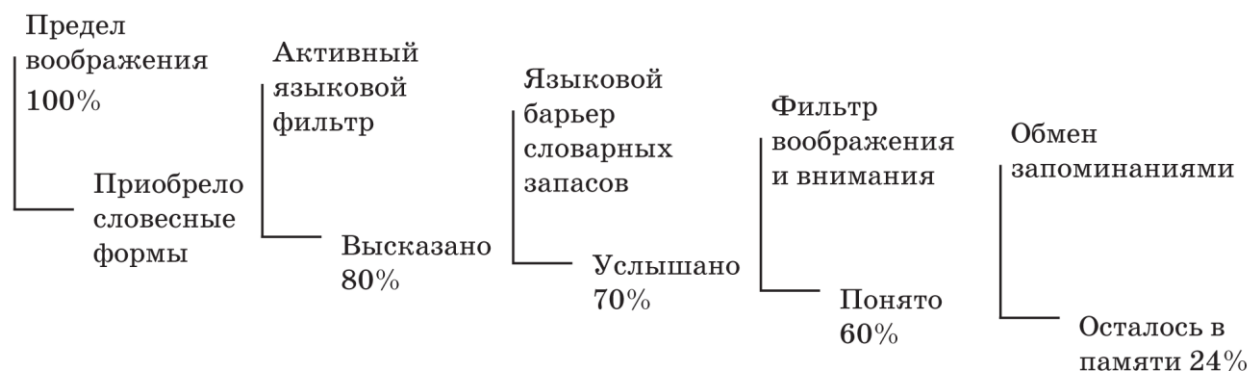 Предел
воображения
100%
Приобрело
словесные
формы
Активный
языковой
фильтр
Высказано
80%
Языковой
барьер
словарных
запасов
Услышано
70%
Фильтр
воображения
и внимания
Понято
60%
Обмен
запоминаниями
Осталось в
памяти 24%